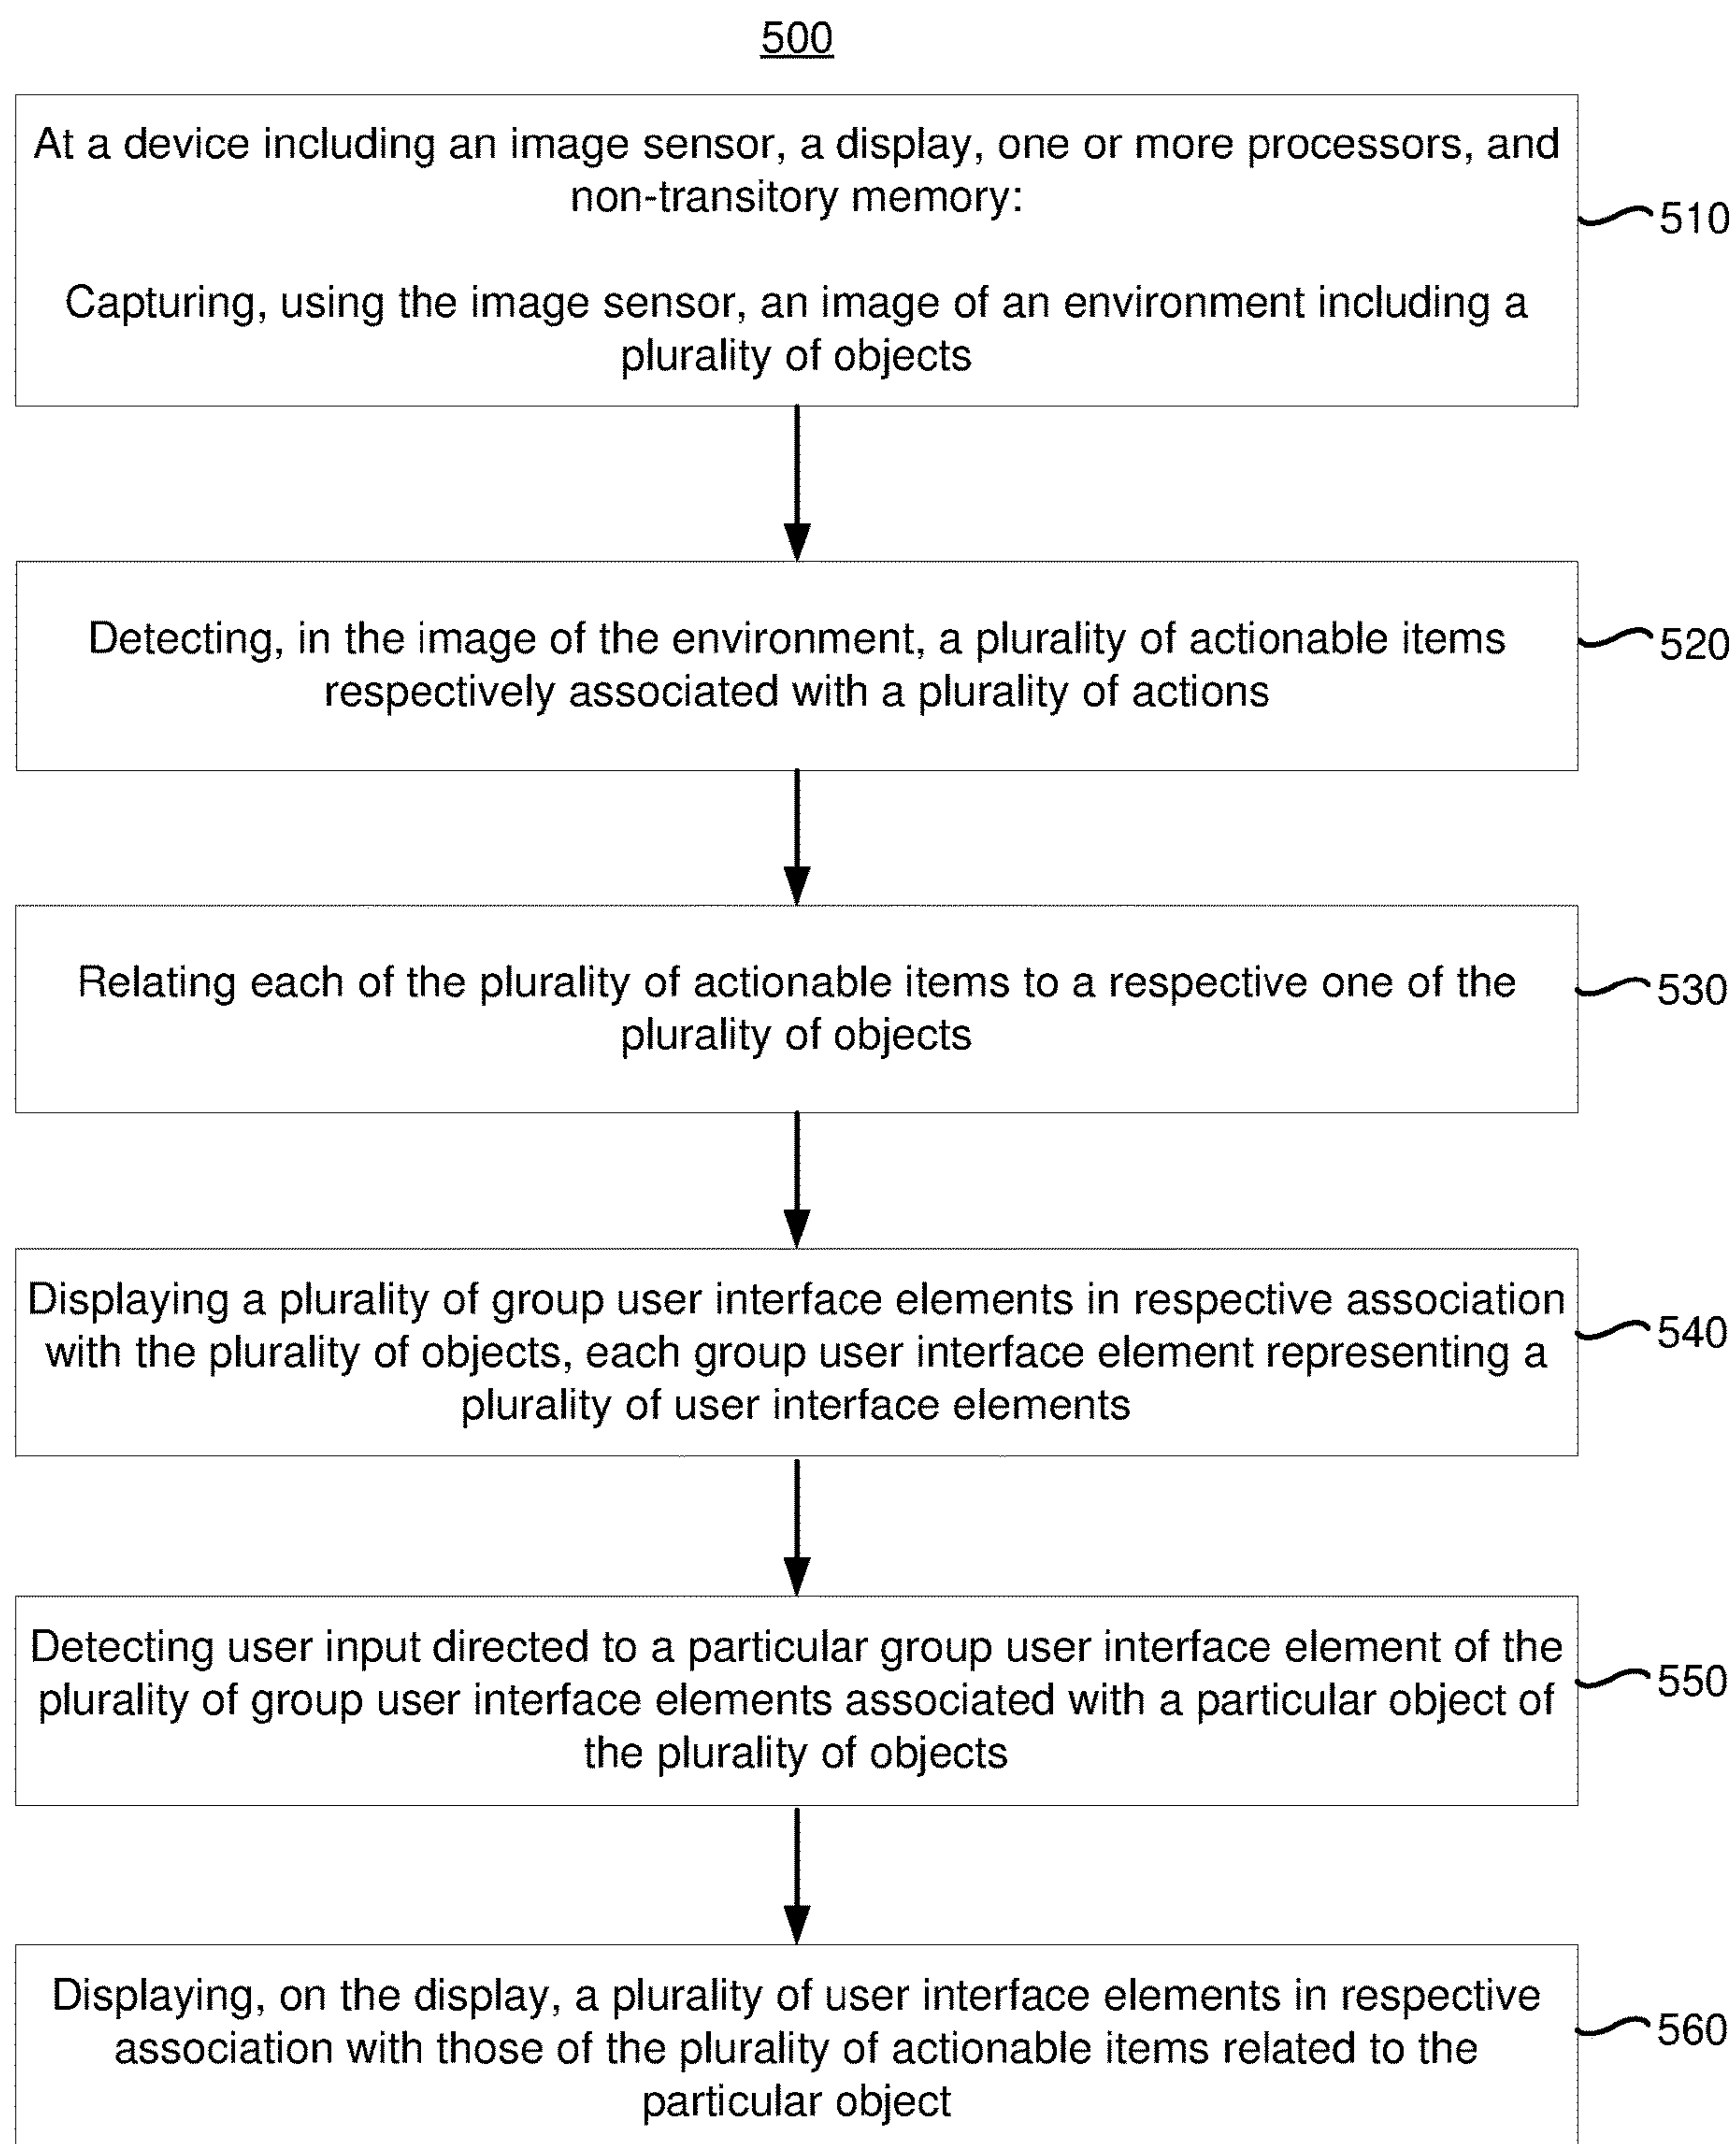 500
At a device including an image sensor, a display, one or more processors, and
non-transitory memory:
Capturing, using the image sensor, an image of an environment including a
plurality of objects
510
Detecting, in the image of the environment, a plurality of actionable items
respectively associated with a plurality of actions
520
Relating each of the plurality of actionable items to a respective one of the
plurality of objects
530
Displaying a plurality of group user interface elements in respective association
with the plurality of objects, each group user interface element representing a
plurality of user interface elements
540
Detecting user input directed to a particular group user interface element of the
plurality of group user interface elements associated with a particular object of
the plurality of objects
550
Displaying, on the display, a plurality of user interface elements in respective
association with those of the plurality of actionable items related to the
particular object
560